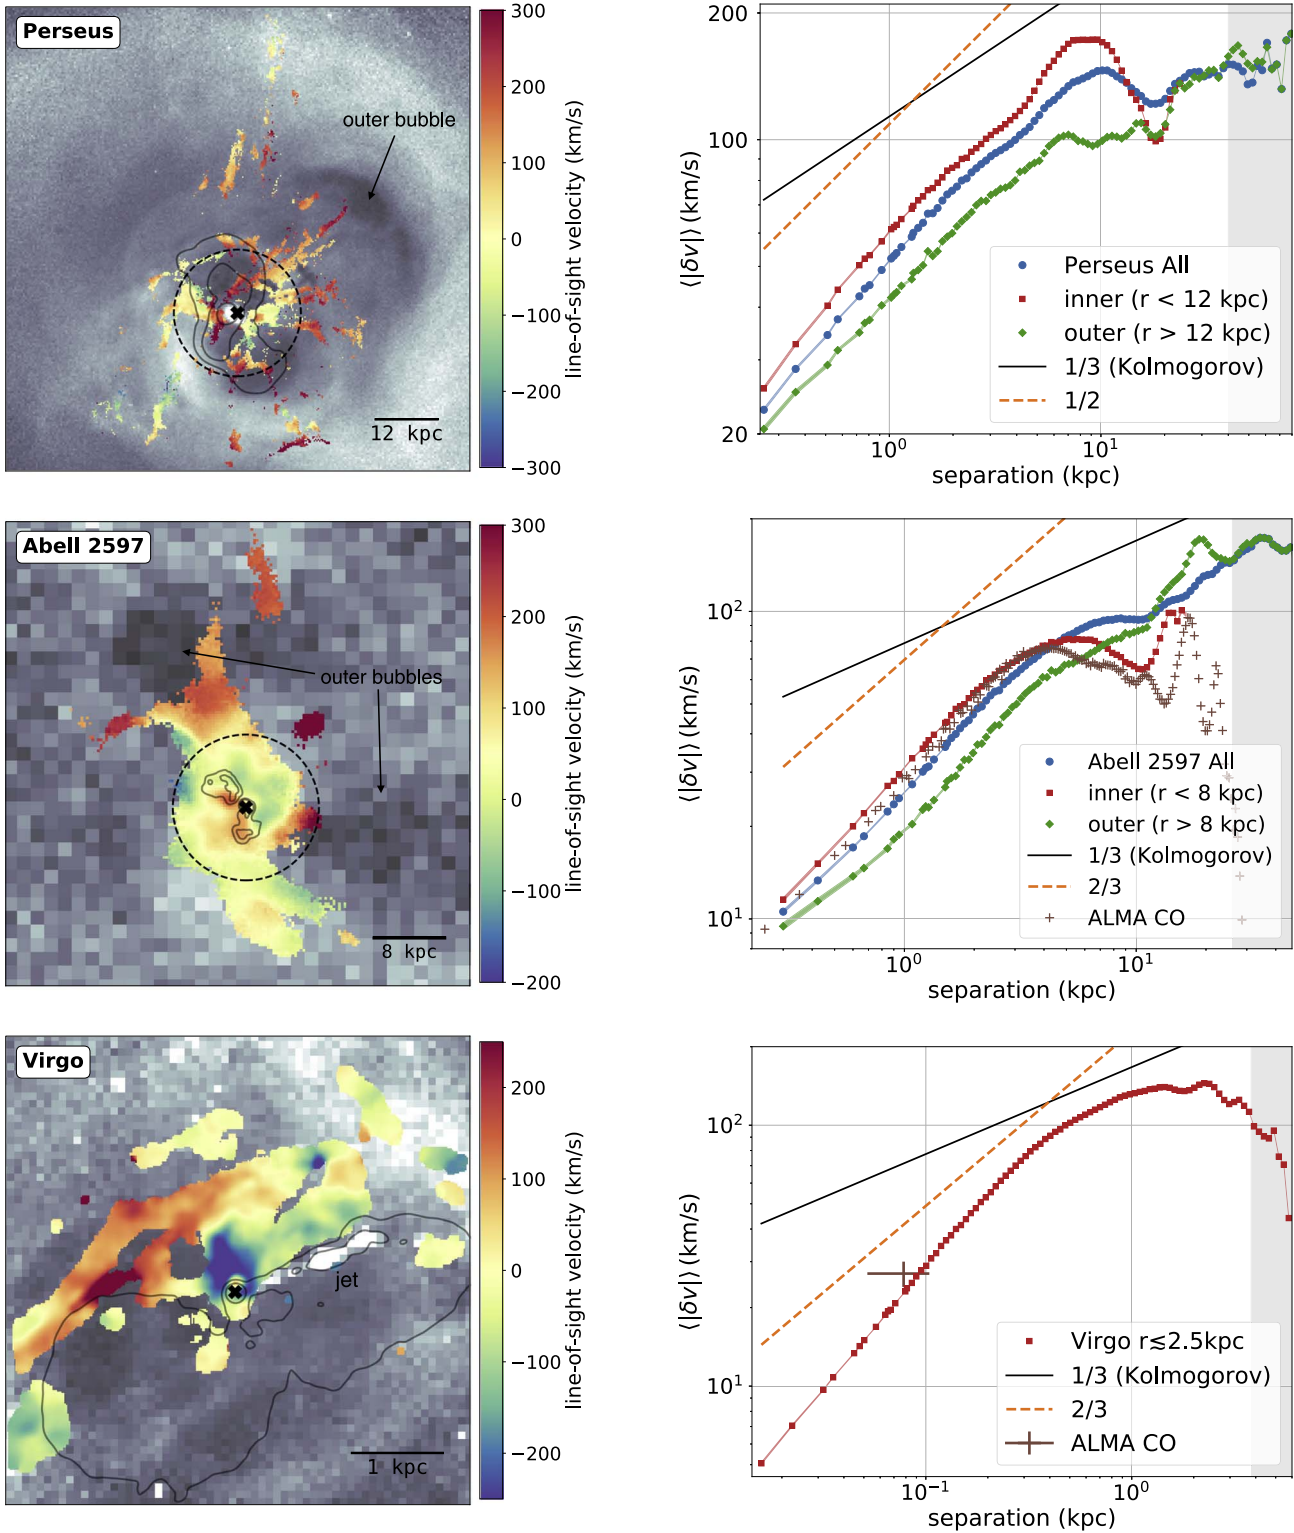 Perseus
outer bubble
12 kpc
300
200
100
0
−100
−200
−300
line-of-sight velocity (km/s)
200
100
20
⟨|δv|⟩ (km/s)
Perseus All
inner (r < 12 kpc)
outer (r > 12 kpc)
1/3 (Kolmogorov)
1/2
10⁰
10¹
separation (kpc)
Abell 2597
outer bubbles
8 kpc
300
200
100
0
−100
−200
line-of-sight velocity (km/s)
10²
10¹
⟨|δv|⟩ (km/s)
Abell 2597 All
inner (r < 8 kpc)
outer (r > 8 kpc)
1/3 (Kolmogorov)
2/3
ALMA CO
10⁰
10¹
separation (kpc)
Virgo
jet
1 kpc
200
100
0
−100
−200
line-of-sight velocity (km/s)
10²
10¹
⟨|δv|⟩ (km/s)
Virgo r≲2.5kpc
1/3 (Kolmogorov)
2/3
ALMA CO
10⁻¹
10⁰
separation (kpc)